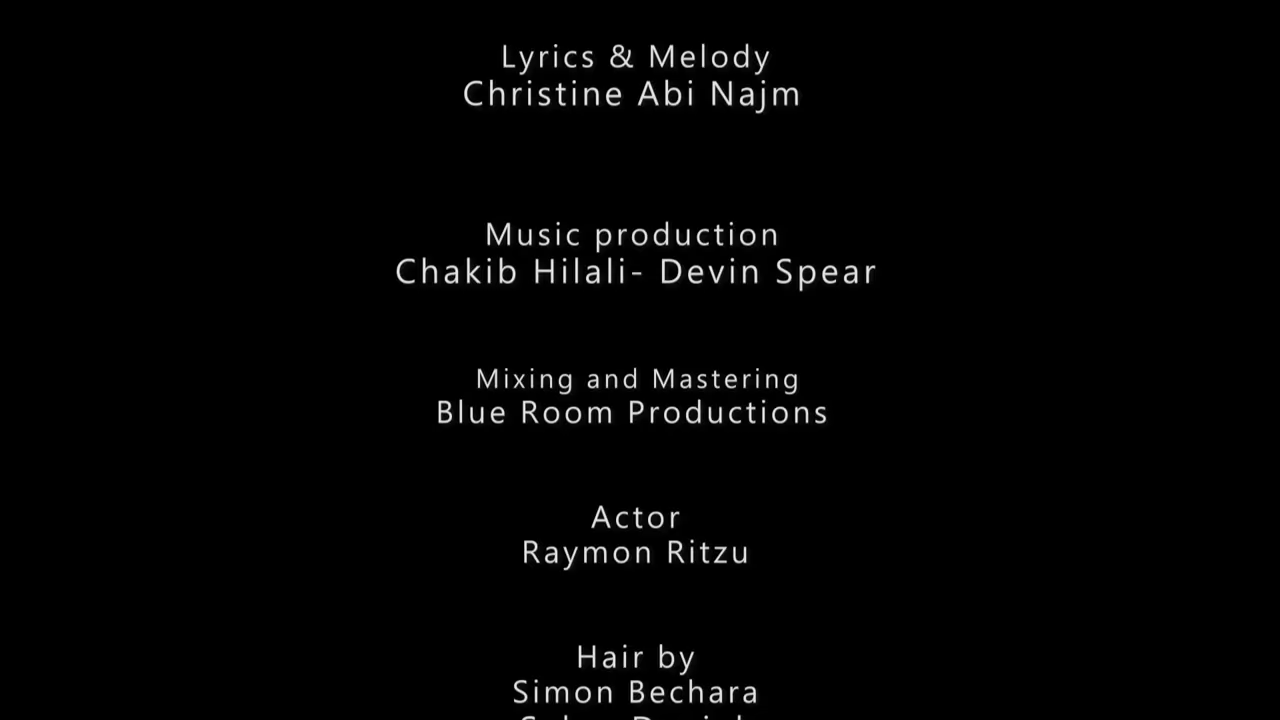 Lyrics & Melody
Christine Abi Najm
Music production
Chakib Hilali- Devin Spear
Mixing and Mastering
Blue Room Productions
Actor
Raymon Ritzu
Hair by
Simon Bechara